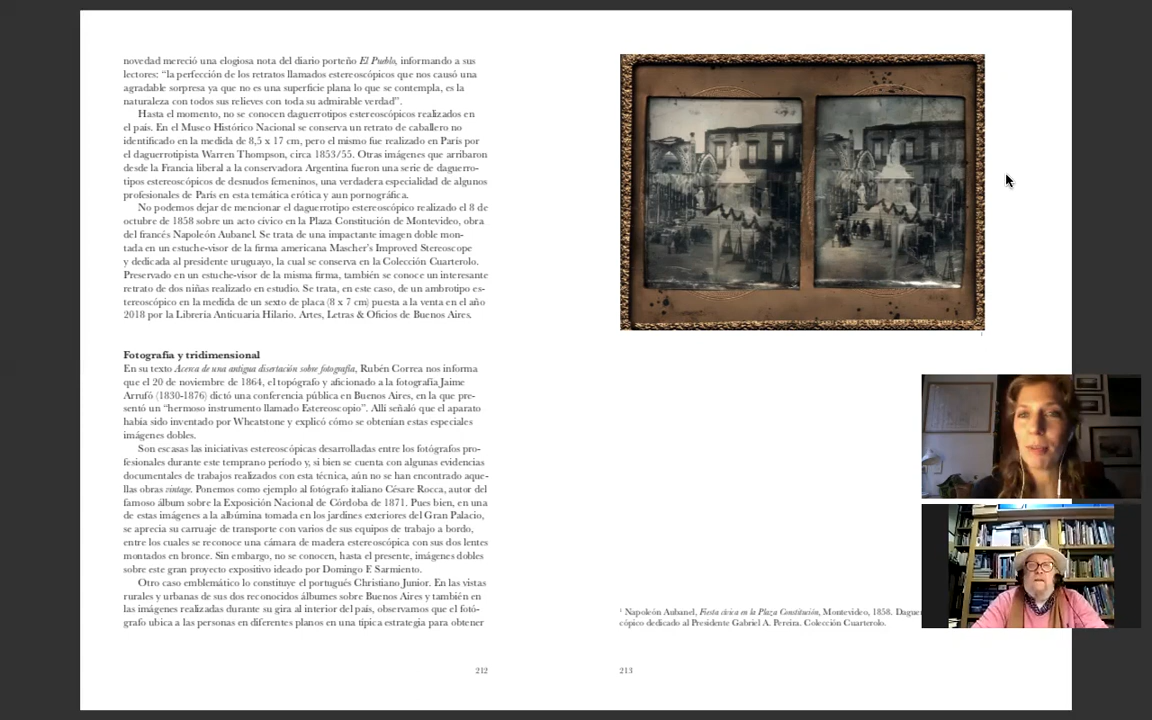 novedad mereció una elogiosa nota del diario porteño El Pueblo, informando a sus
lectores: “la perfección de los retratos llamados estereoscópicos que nos causó una
agradable sorpresa ya que no es una superficie plana lo que se contempla, es la
naturaleza con todos sus relieves con toda su admirable verdad”.
Hasta el momento, no se conocen daguerrotipos estereoscópicos realizados en
el país. En el Museo Histórico Nacional se conserva un retrato de caballero no
identificado en la medida de 8,5 x 17 cm, pero el mismo fue realizado en París por
el daguerrotipista Warren Thompson, circa 1853/55. Otras imágenes que arribaron
desde la Francia liberal a la conservadora Argentina fueron una serie de daguerro-
tipos estereoscópicos de desnudos femeninos, una verdadera especialidad de algunos
profesionales de París en esta temática erótica y aun pornográfica.
No podemos dejar de mencionar el daguerrotipo estereoscópico realizado el 8 de
octubre de 1858 sobre un acto cívico en la Plaza Constitución de Montevideo, obra
del francés Napoleón Aubanel. Se trata de una impactante imagen doble mon-
tada en un estuche-visor de la firma americana Mascher’s Improved Stereoscope
y dedicada al presidente uruguayo, la cual se conserva en la Colección Cuarterolo.
Preservado en un estuche-visor de la misma firma, también se conoce un interesante
retrato de dos niñas realizado en estudio. Se trata, en este caso, de un ambrotipo es-
tereoscópico en la medida de un sexto de placa (8 x 7 cm) puesta a la venta en el año
2018 por la Librería Anticuaria Hilario. Artes, Letras & Oficios de Buenos Aires.
Fotografía y tridimensional
En su texto Acerca de una antigua disertación sobre fotografía, Rubén Correa nos informa
que el 20 de noviembre de 1864, el topógrafo y aficionado a la fotografía Jaime
Arrufó (1830-1876) dictó una conferencia pública en Buenos Aires, en la que pre-
sentó un “hermoso instrumento llamado Estereoscopio”. Allí señaló que el aparato
había sido inventado por Wheatstone y explicó cómo se obtenían estas especiales
imágenes dobles.
Son escasas las iniciativas estereoscópicas desarrolladas entre los fotógrafos pro-
fesionales durante este temprano período y, si bien se cuenta con algunas evidencias
documentales de trabajos realizados con esta técnica, aún no se han encontrado aque-
llas obras vintage. Ponemos como ejemplo al fotógrafo italiano Césare Rocca, autor del
famoso álbum sobre la Exposición Nacional de Córdoba de 1871. Pues bien, en una
de estas imágenes a la albúmina tomada en los jardines exteriores del Gran Palacio,
se aprecia su carruaje de transporte con varios de sus equipos de trabajo a bordo,
entre los cuales se reconoce una cámara de madera estereoscópica con sus dos lentes
montados en bronce. Sin embargo, no se conocen, hasta el presente, imágenes dobles
sobre este gran proyecto expositivo ideado por Domingo F. Sarmiento.
Otro caso emblemático lo constituye el portugués Christiano Junior. En las vistas
rurales y urbanas de sus dos reconocidos álbumes sobre Buenos Aires y también en
las imágenes realizadas durante su gira al interior del país, observamos que el fotó-
grafo ubica a las personas en diferentes planos en una típica estrategia para obtener
212
1
1 Napoleón Aubanel, Fiesta cívica en la Plaza Constitución, Montevideo, 1858. Dague
cópico dedicado al Presidente Gabriel A. Pereira. Colección Cuarterolo.
213